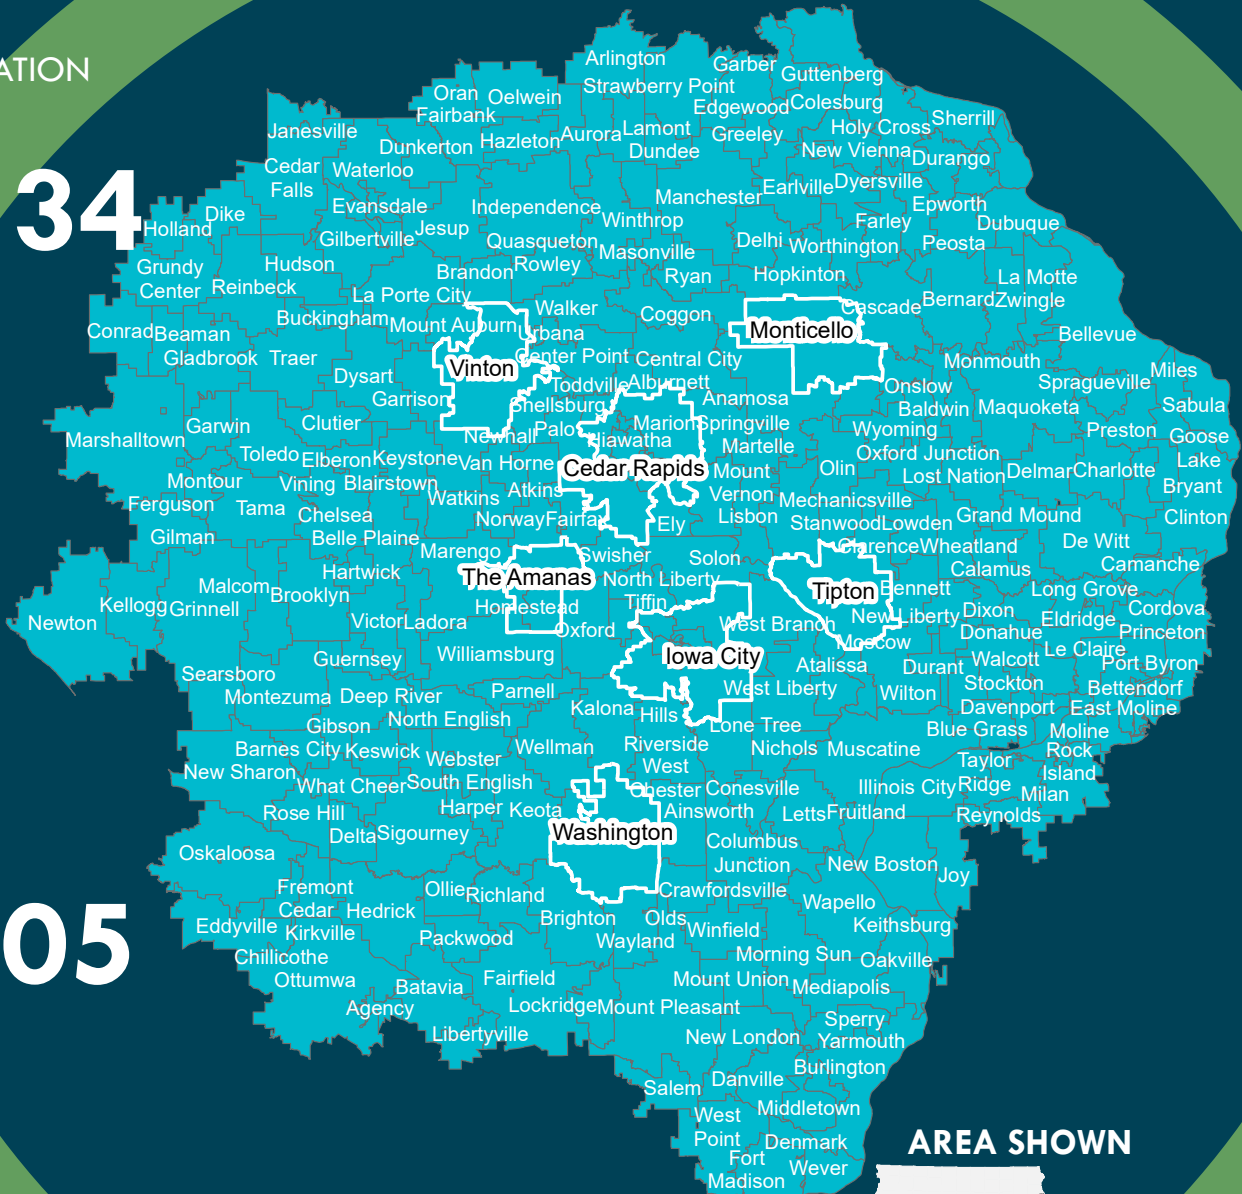 ATION
34
05
Arlington
Garber
Guttenberg
Strawberry Point
Oran
Oelwein
Edgewood
Colesburg
Fairbank
Sherrill
Janesville
Aurora
Lamont
Greeley
Holy Cross
Dunkerton
Hazleton
Dundee
New Vienna
Durango
Cedar
Falls
Waterloo
Manchester
Earlville
Dyersville
Evansdale
Independence
Winthrop
Epworth
Dike
Holland
Jesup
Farley
Dubuque
Gilbertville
Quasqueton
Masonville
Delhi
Worthington
Peosta
Grundy
Center
Hudson
Brandon
Rowley
Ryan
Hopkinton
La Motte
Reinbeck
La Porte City
Walker
Coggon
Cascade
Bernard
Zwingle
Buckingham
Mount Auburn
Urbana
Monticello
Bellevue
Conrad
Beaman
Gladbrook
Traer
Vinton
Center Point
Central City
Monmouth
Miles
Dysart
Toddville
Alburnett
Onslow
Spragueville
Garrison
Shellsburg
Anamosa
Baldwin
Maquoketa
Sabula
Garwin
Clutier
Palo
Marion
Springville
Wyoming
Preston
Goose
Lake
Marshalltown
Newhall
Hiawatha
Martelle
Oxford Junction
Toledo
Elberon
Keystone
Van Horne
Cedar Rapids
Mount
Vernon
Olin
Lost Nation
Delmar
Charlotte
Montour
Vining
Blairstown
Atkins
Bryant
Ferguson
Tama
Chelsea
Watkins
Mechanicsville
Norway
Fairfax
Ely
Lisbon
Stanwood
Lowden
Grand Mound
Clinton
Gilman
Belle Plaine
Marengo
Swisher
Solon
Clarence
Wheatland
De Witt
Hartwick
The Amanas
North Liberty
Calamus
Camanche
Malcom
Brooklyn
Tiffin
Tipton
Bennett
Long Grove
Newton
Kellogg
Grinnell
Homestead
Victor
Ladora
Oxford
West Branch
New Liberty
Dixon
Eldridge
Cordova
Donahue
Princeton
Moscow
Le Claire
Guernsey
Williamsburg
Iowa City
Atalissa
Durant
Walcott
Port Byron
Searsboro
Stockton
Bettendorf
Montezuma
Deep River
Parnell
West Liberty
Wilton
Davenport
East Moline
Kalona
Hills
Gibson
North English
Lone Tree
Blue Grass
Moline
Barnes City
Keswick
Webster
Wellman
Riverside
Nichols
Muscatine
Rock
Island
New Sharon
Taylor
Ridge
What Cheer
South English
West
Chester
Conesville
Illinois City
Milan
Rose Hill
Harper
Keota
Ainsworth
Letts
Fruitland
Reynolds
Delta
Sigourney
Washington
Columbus
Junction
Oskaloosa
New Boston
Joy
Fremont
Ollie
Richland
Crawfordsville
Wapello
Cedar
Hedrick
Eddyville
Kirkville
Brighton
Olds
Winfield
Keithsburg
Packwood
Wayland
Chillicothe
Morning Sun
Oakville
Ottumwa
Batavia
Fairfield
Mount Union
Mediapolis
Agency
Lockridge
Mount Pleasant
Sperry
Libertyville
New London
Yarmouth
Burlington
Danville
Salem
Middletown
West
Point
Denmark
Fort
Madison
Wever
AREA SHOWN